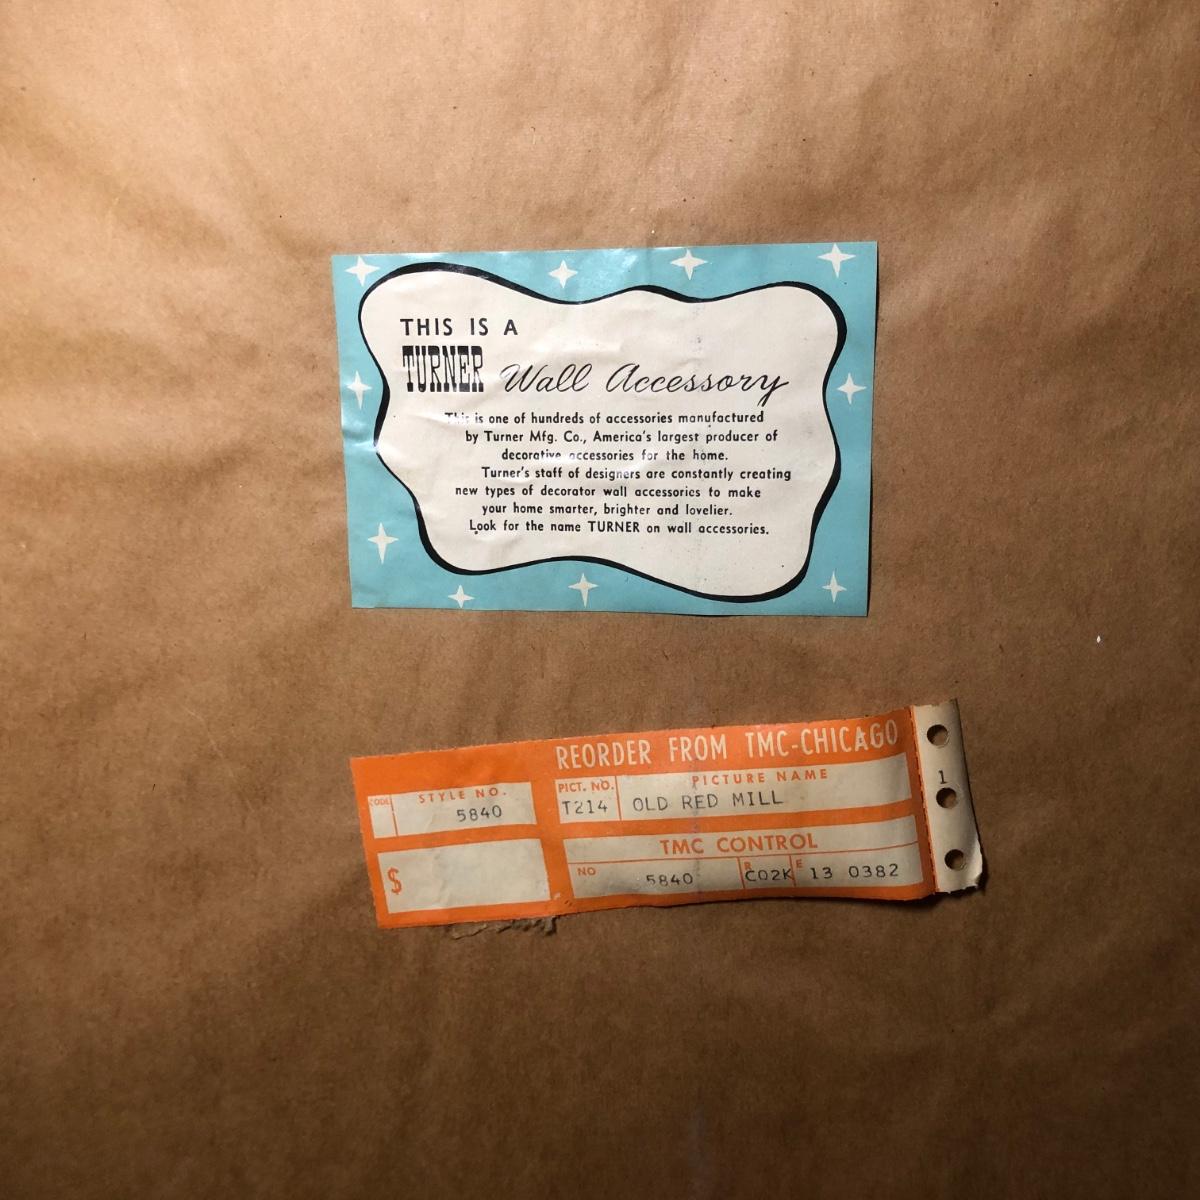 THIS IS A
TURNER Wall Accessory
This is one of hundreds of accessories manufactured
by Turner Mfg. Co., America's largest producer of
decorative accessories for the home.
Turner's staff of designers are constantly creating
new types of decorator wall accessories to make
your home smarter, brighter and lovelier.
Look for the name TURNER on wall accessories.
REORDER FROM TMC-CHICAGO
CODE STYLE NO. PICT. NO. PICTURE NAME
5840 T214 OLD RED MILL
1
TMC CONTROL
$ NO 5840 R C02K E 13 0382